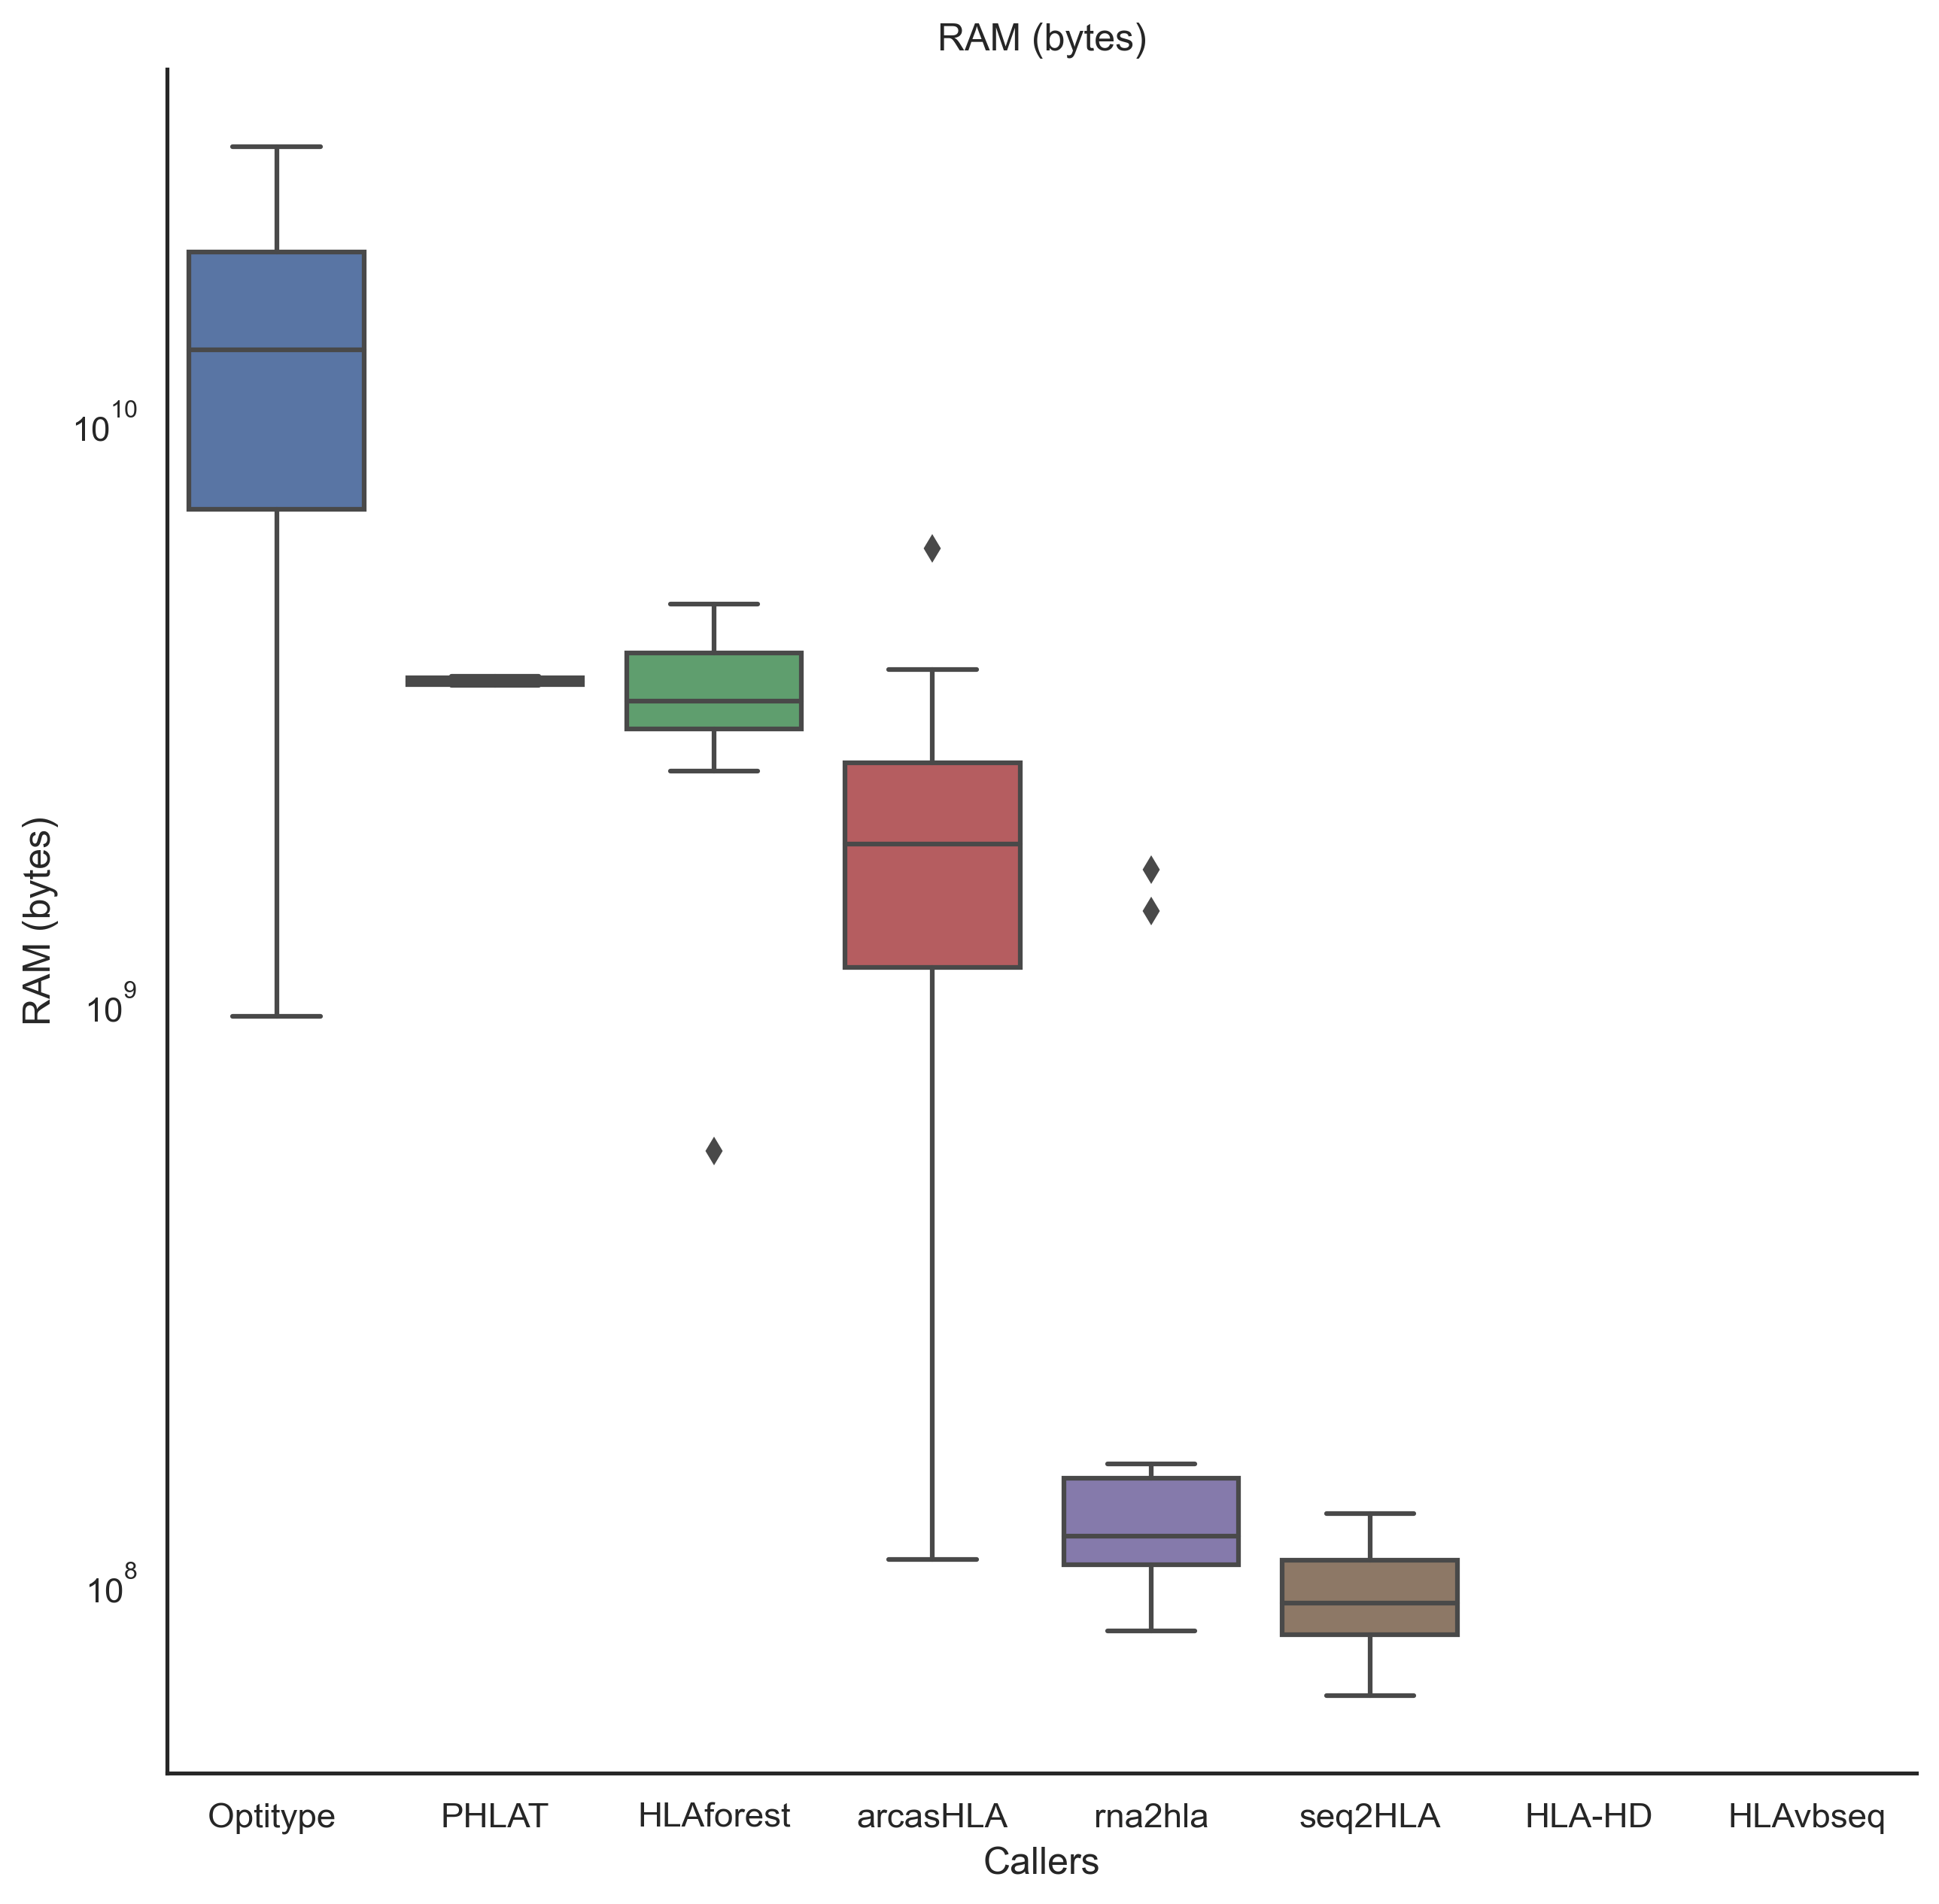 RAM (bytes)
RAM (bytes)
10^10
10^9
10^8
Optitype PHLAT HLAforest arcasHLA rna2hla seq2HLA HLA-HD HLAvbseq
Callers